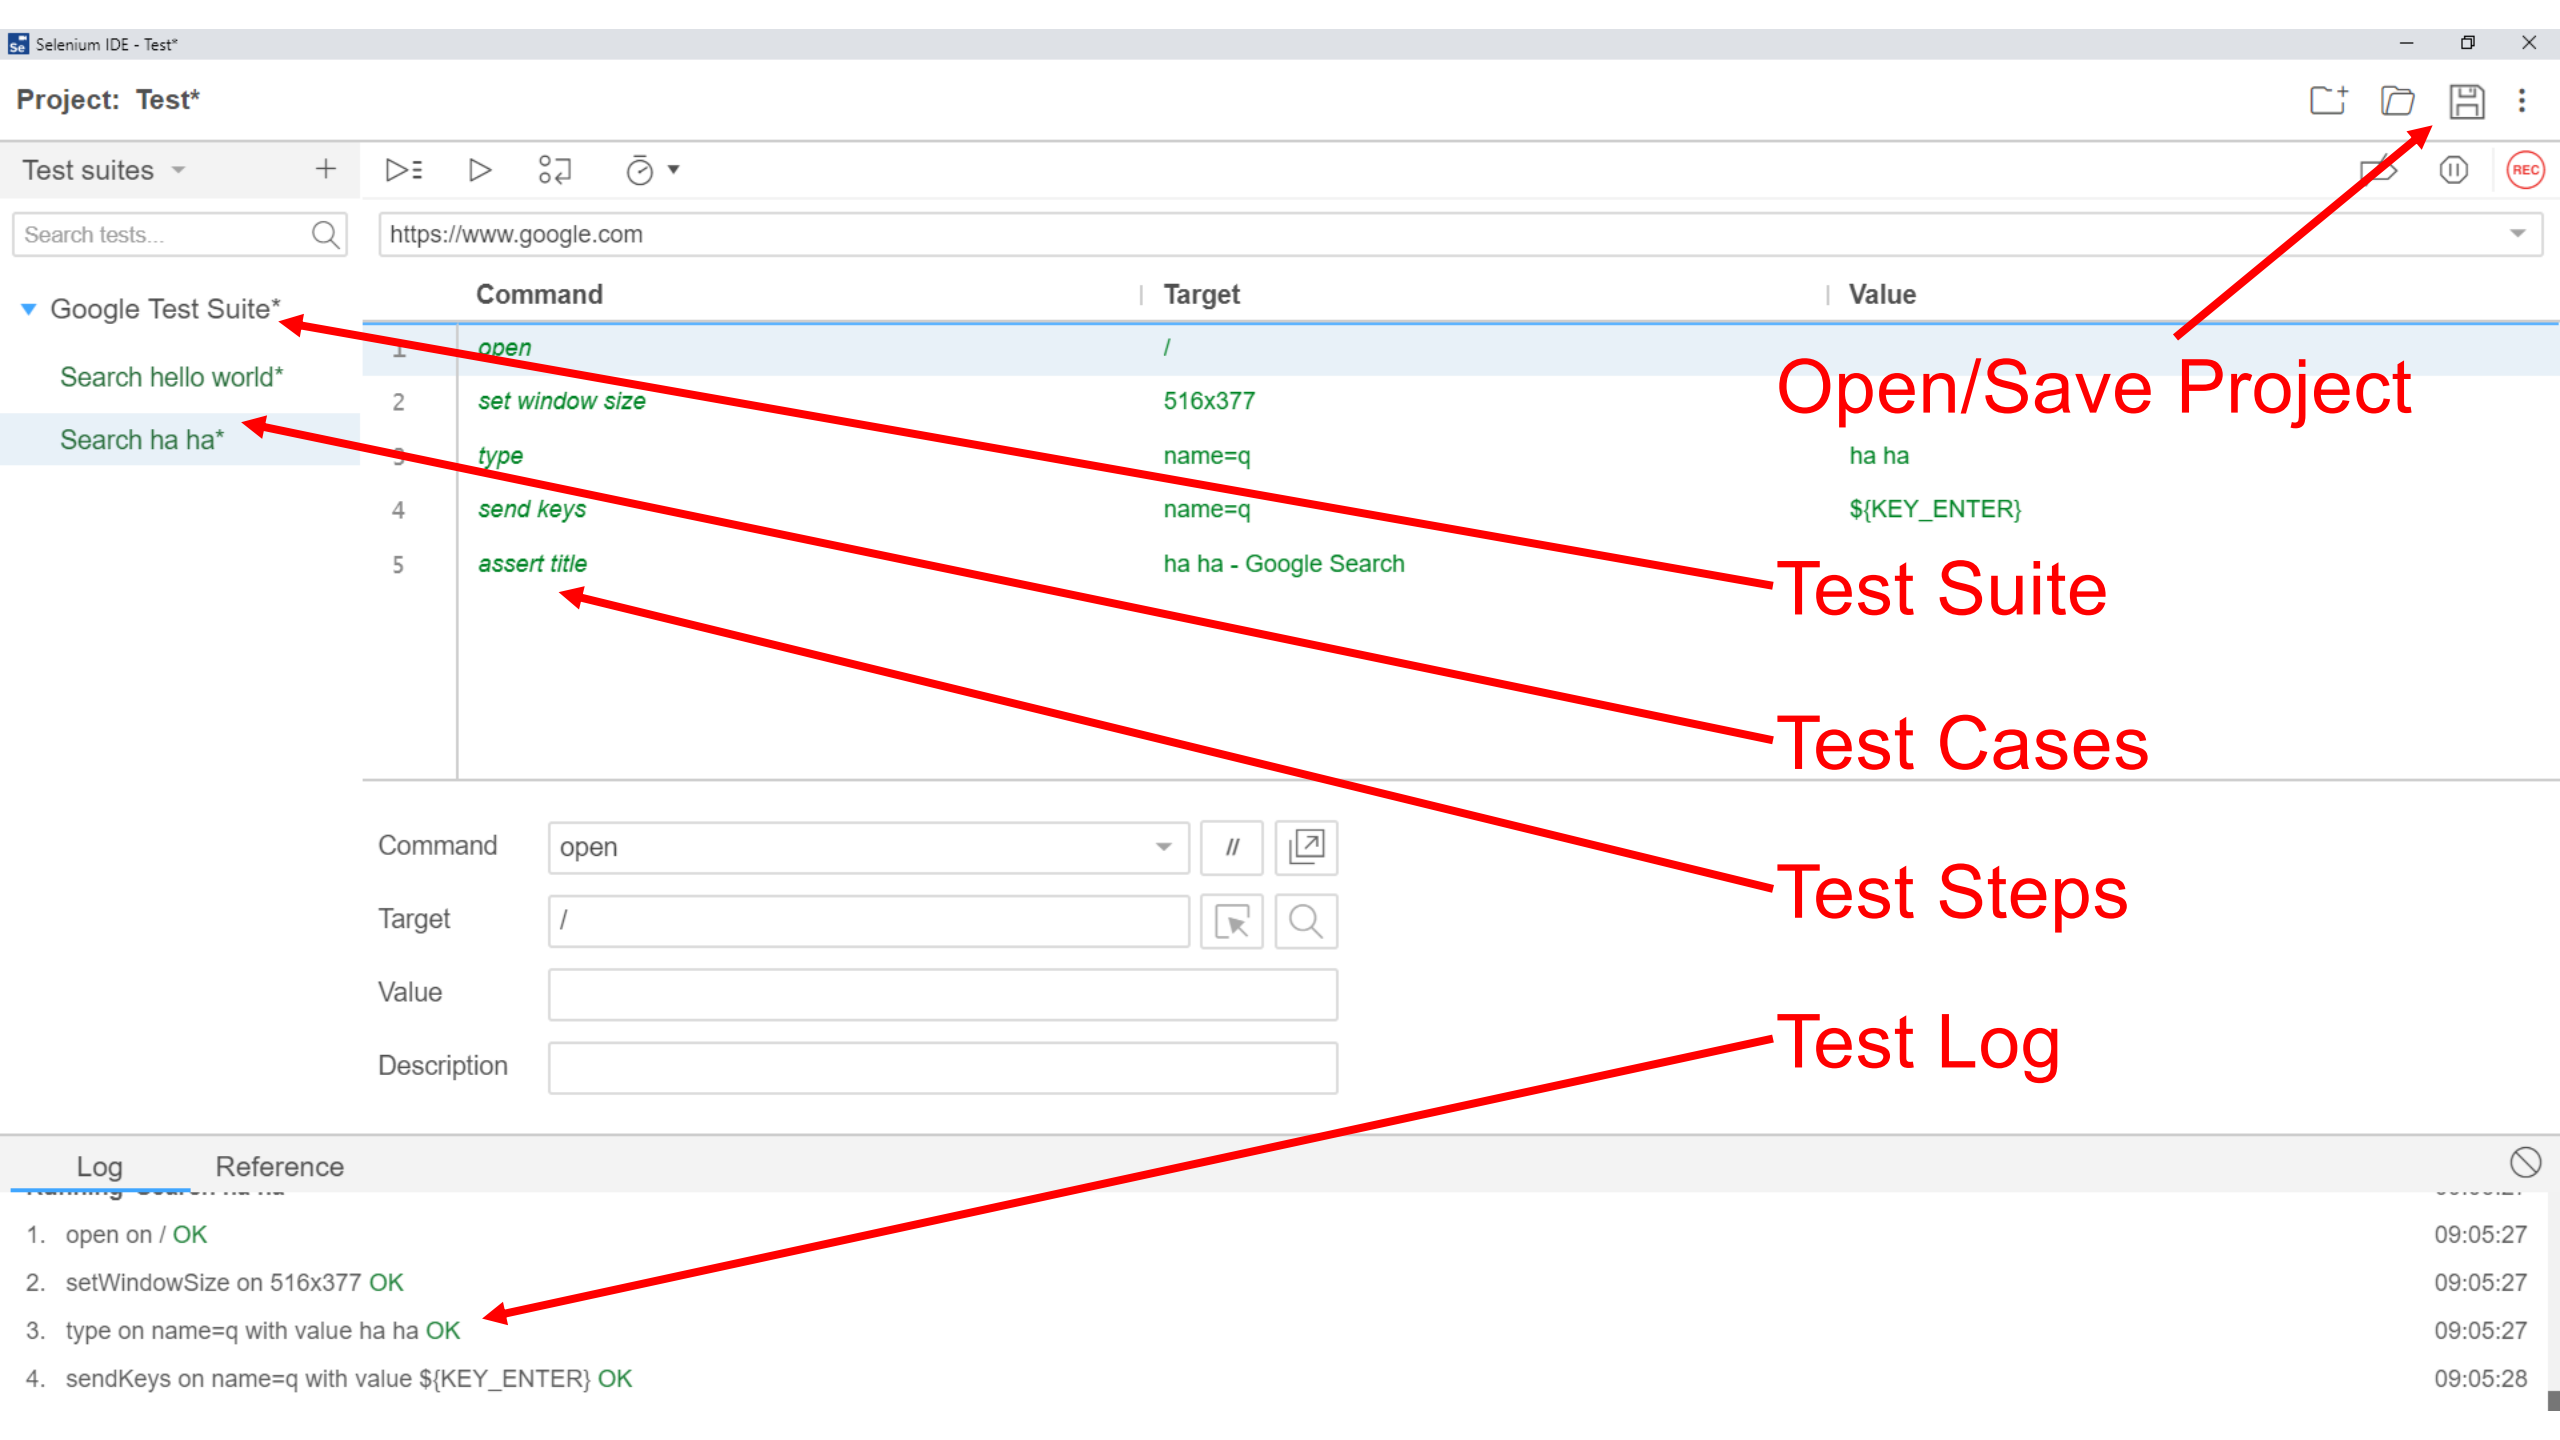 Se Selenium IDE - Test*
Project: Test*
Test suites
REC
Search tests...
https://www.google.com
Command Target Value
Google Test Suite*
1 open /
Search hello world*
Open/Save Project
2 set window size 516x377
Search ha ha*
3 type name=q ha ha
4 send keys name=q ${KEY_ENTER}
5 assert title ha ha - Google Search
Test Suite
Test Cases
Command open //
Test Steps
Target /
Value
Test Log
Description
Log Reference
1. open on / OK 09:05:27
2. setWindowSize on 516x377 OK 09:05:27
3. type on name=q with value ha ha OK 09:05:27
4. sendKeys on name=q with value ${KEY_ENTER} OK 09:05:28